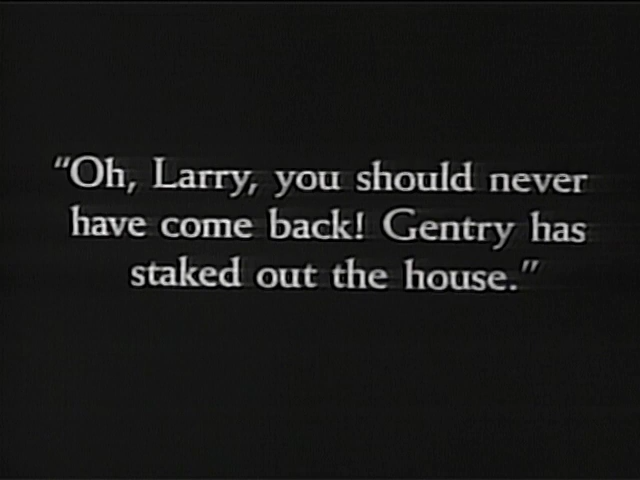 “Oh, Larry, you should never
have come back! Gentry has
staked out the house.”